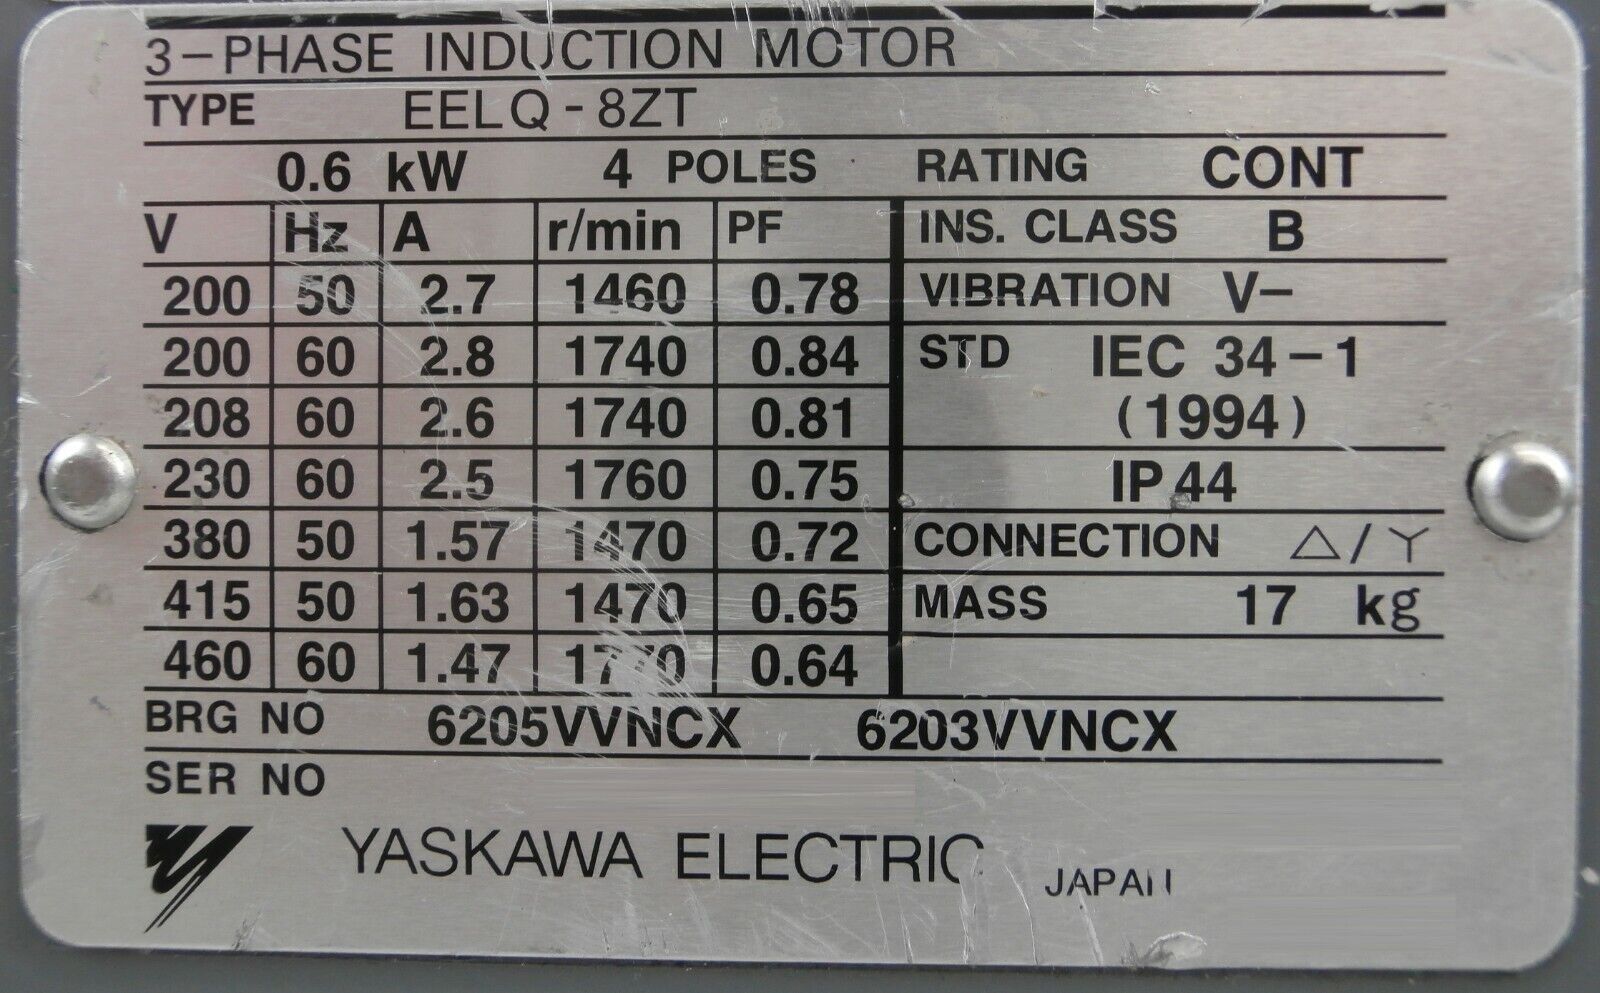 3-PHASE INDUCTION MOTOR
TYPE EELQ-8ZT
0.6 kW 4 POLES RATING CONT
V Hz A r/min PF INS. CLASS B
200 50 2.7 1460 0.78 VIBRATION V-
200 60 2.8 1740 0.84 STD IEC 34-1
208 60 2.6 1740 0.81 (1994)
230 60 2.5 1760 0.75 IP 44
380 50 1.57 1470 0.72 CONNECTION △/Y
415 50 1.63 1470 0.65 MASS 17 kg
460 60 1.47 1770 0.64
BRG NO 6205VVNCX 6203VVNCX
SER NO
YASKAWA ELECTRIC JAPAN